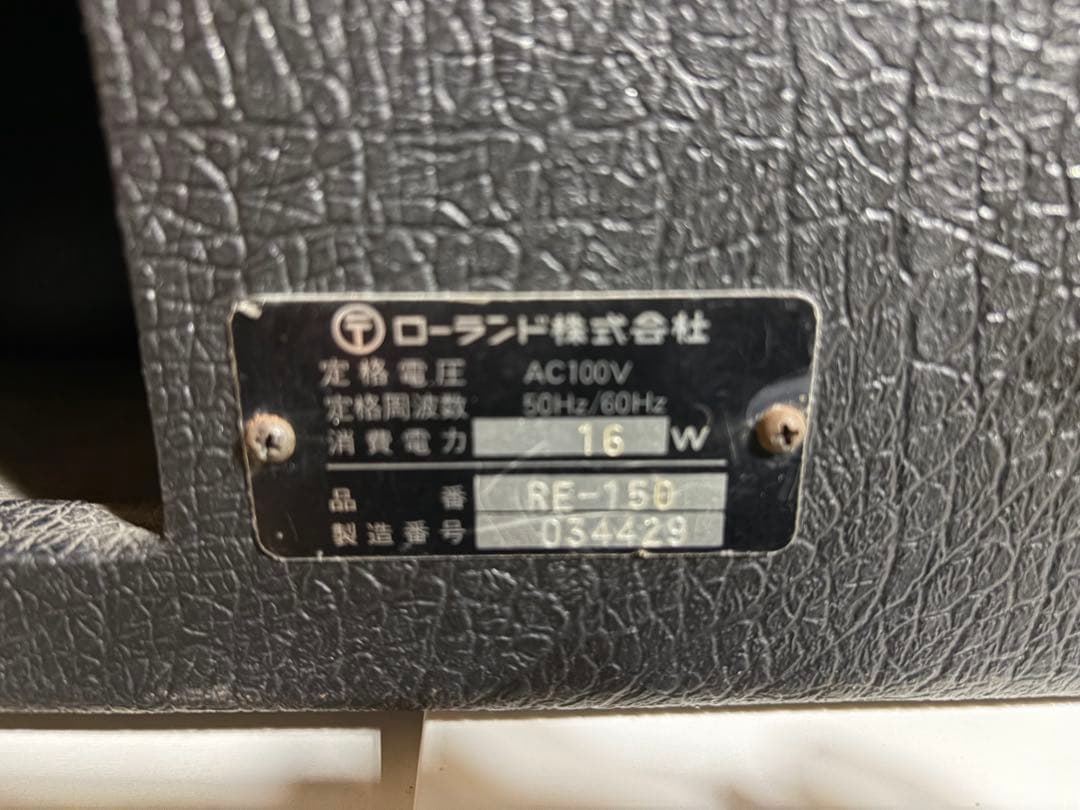 〒 ローランド株式会社
定格電圧 AC100V
定格周波数 50Hz/60Hz
消費電力 16 W
品番 RE-150
製造番号 034429